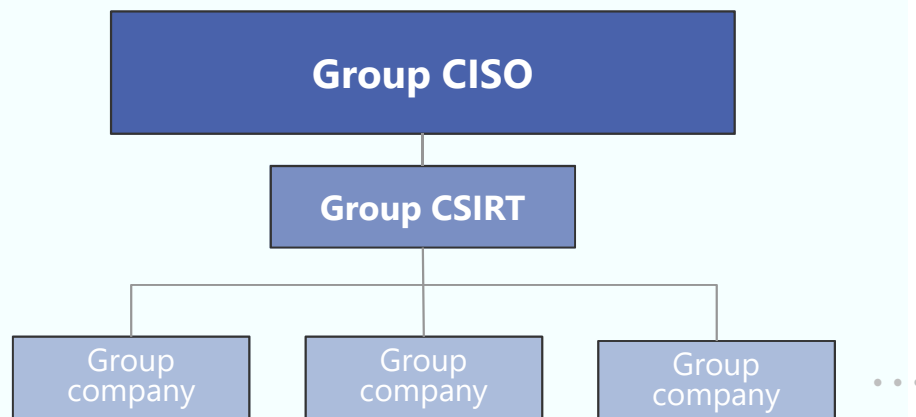 Group CISO
Group CSIRT
Group
company
Group
company
Group
company
....